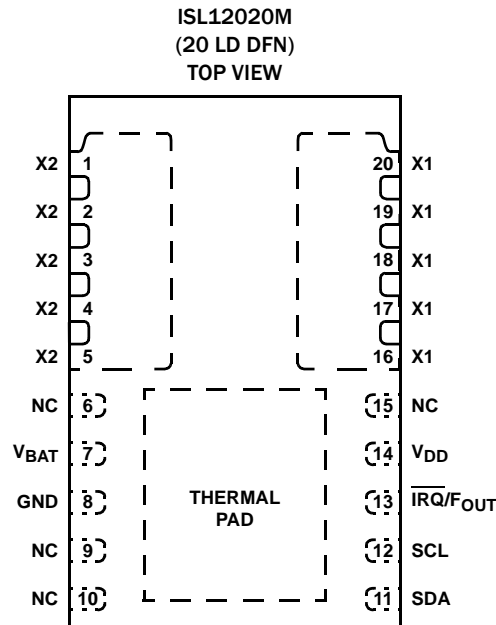 ISL12020M
(20 LD DFN)
TOP VIEW
X2 1 20 X1
X2 2 19 X1
X2 3 18 X1
X2 4 17 X1
X2 5 16 X1
NC 6 15 NC
VBAT 7 14 VDD
GND 8 13 IRQ/FOUT
THERMAL
PAD
NC 9 12 SCL
NC 10 11 SDA